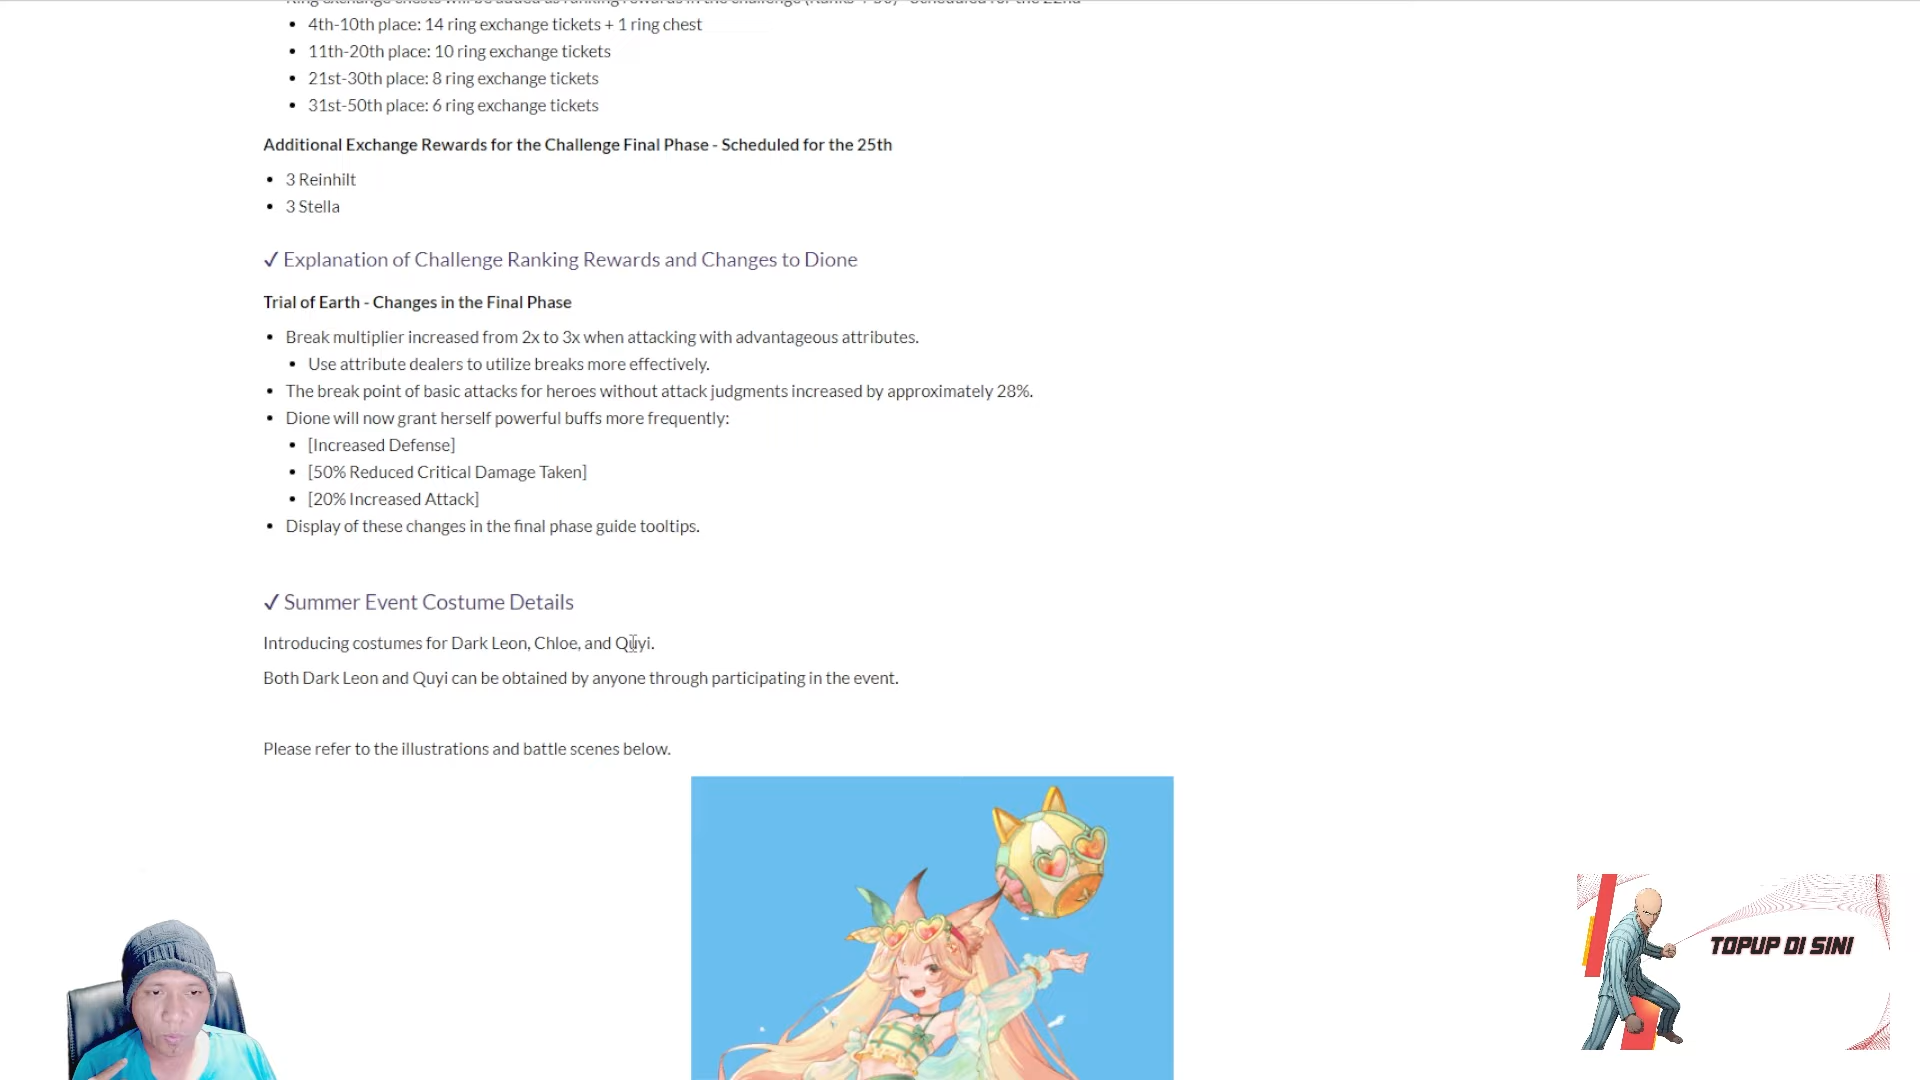 4th-10th place: 14 ring exchange tickets + 1 ring chest
11th-20th place: 10 ring exchange tickets
21st-30th place: 8 ring exchange tickets
31st-50th place: 6 ring exchange tickets
Additional Exchange Rewards for the Challenge Final Phase - Scheduled for the 25th
3 Reinhilt
3 Stella
✓ Explanation of Challenge Ranking Rewards and Changes to Dione
Trial of Earth - Changes in the Final Phase
Break multiplier increased from 2x to 3x when attacking with advantageous attributes.
Use attribute dealers to utilize breaks more effectively.
The break point of basic attacks for heroes without attack judgments increased by approximately 28%.
Dione will now grant herself powerful buffs more frequently:
[Increased Defense]
[50% Reduced Critical Damage Taken]
[20% Increased Attack]
Display of these changes in the final phase guide tooltips.
✓ Summer Event Costume Details
Introducing costumes for Dark Leon, Chloe, and Quyi.
Both Dark Leon and Quyi can be obtained by anyone through participating in the event.
Please refer to the illustrations and battle scenes below.
TOPUP DI SINI